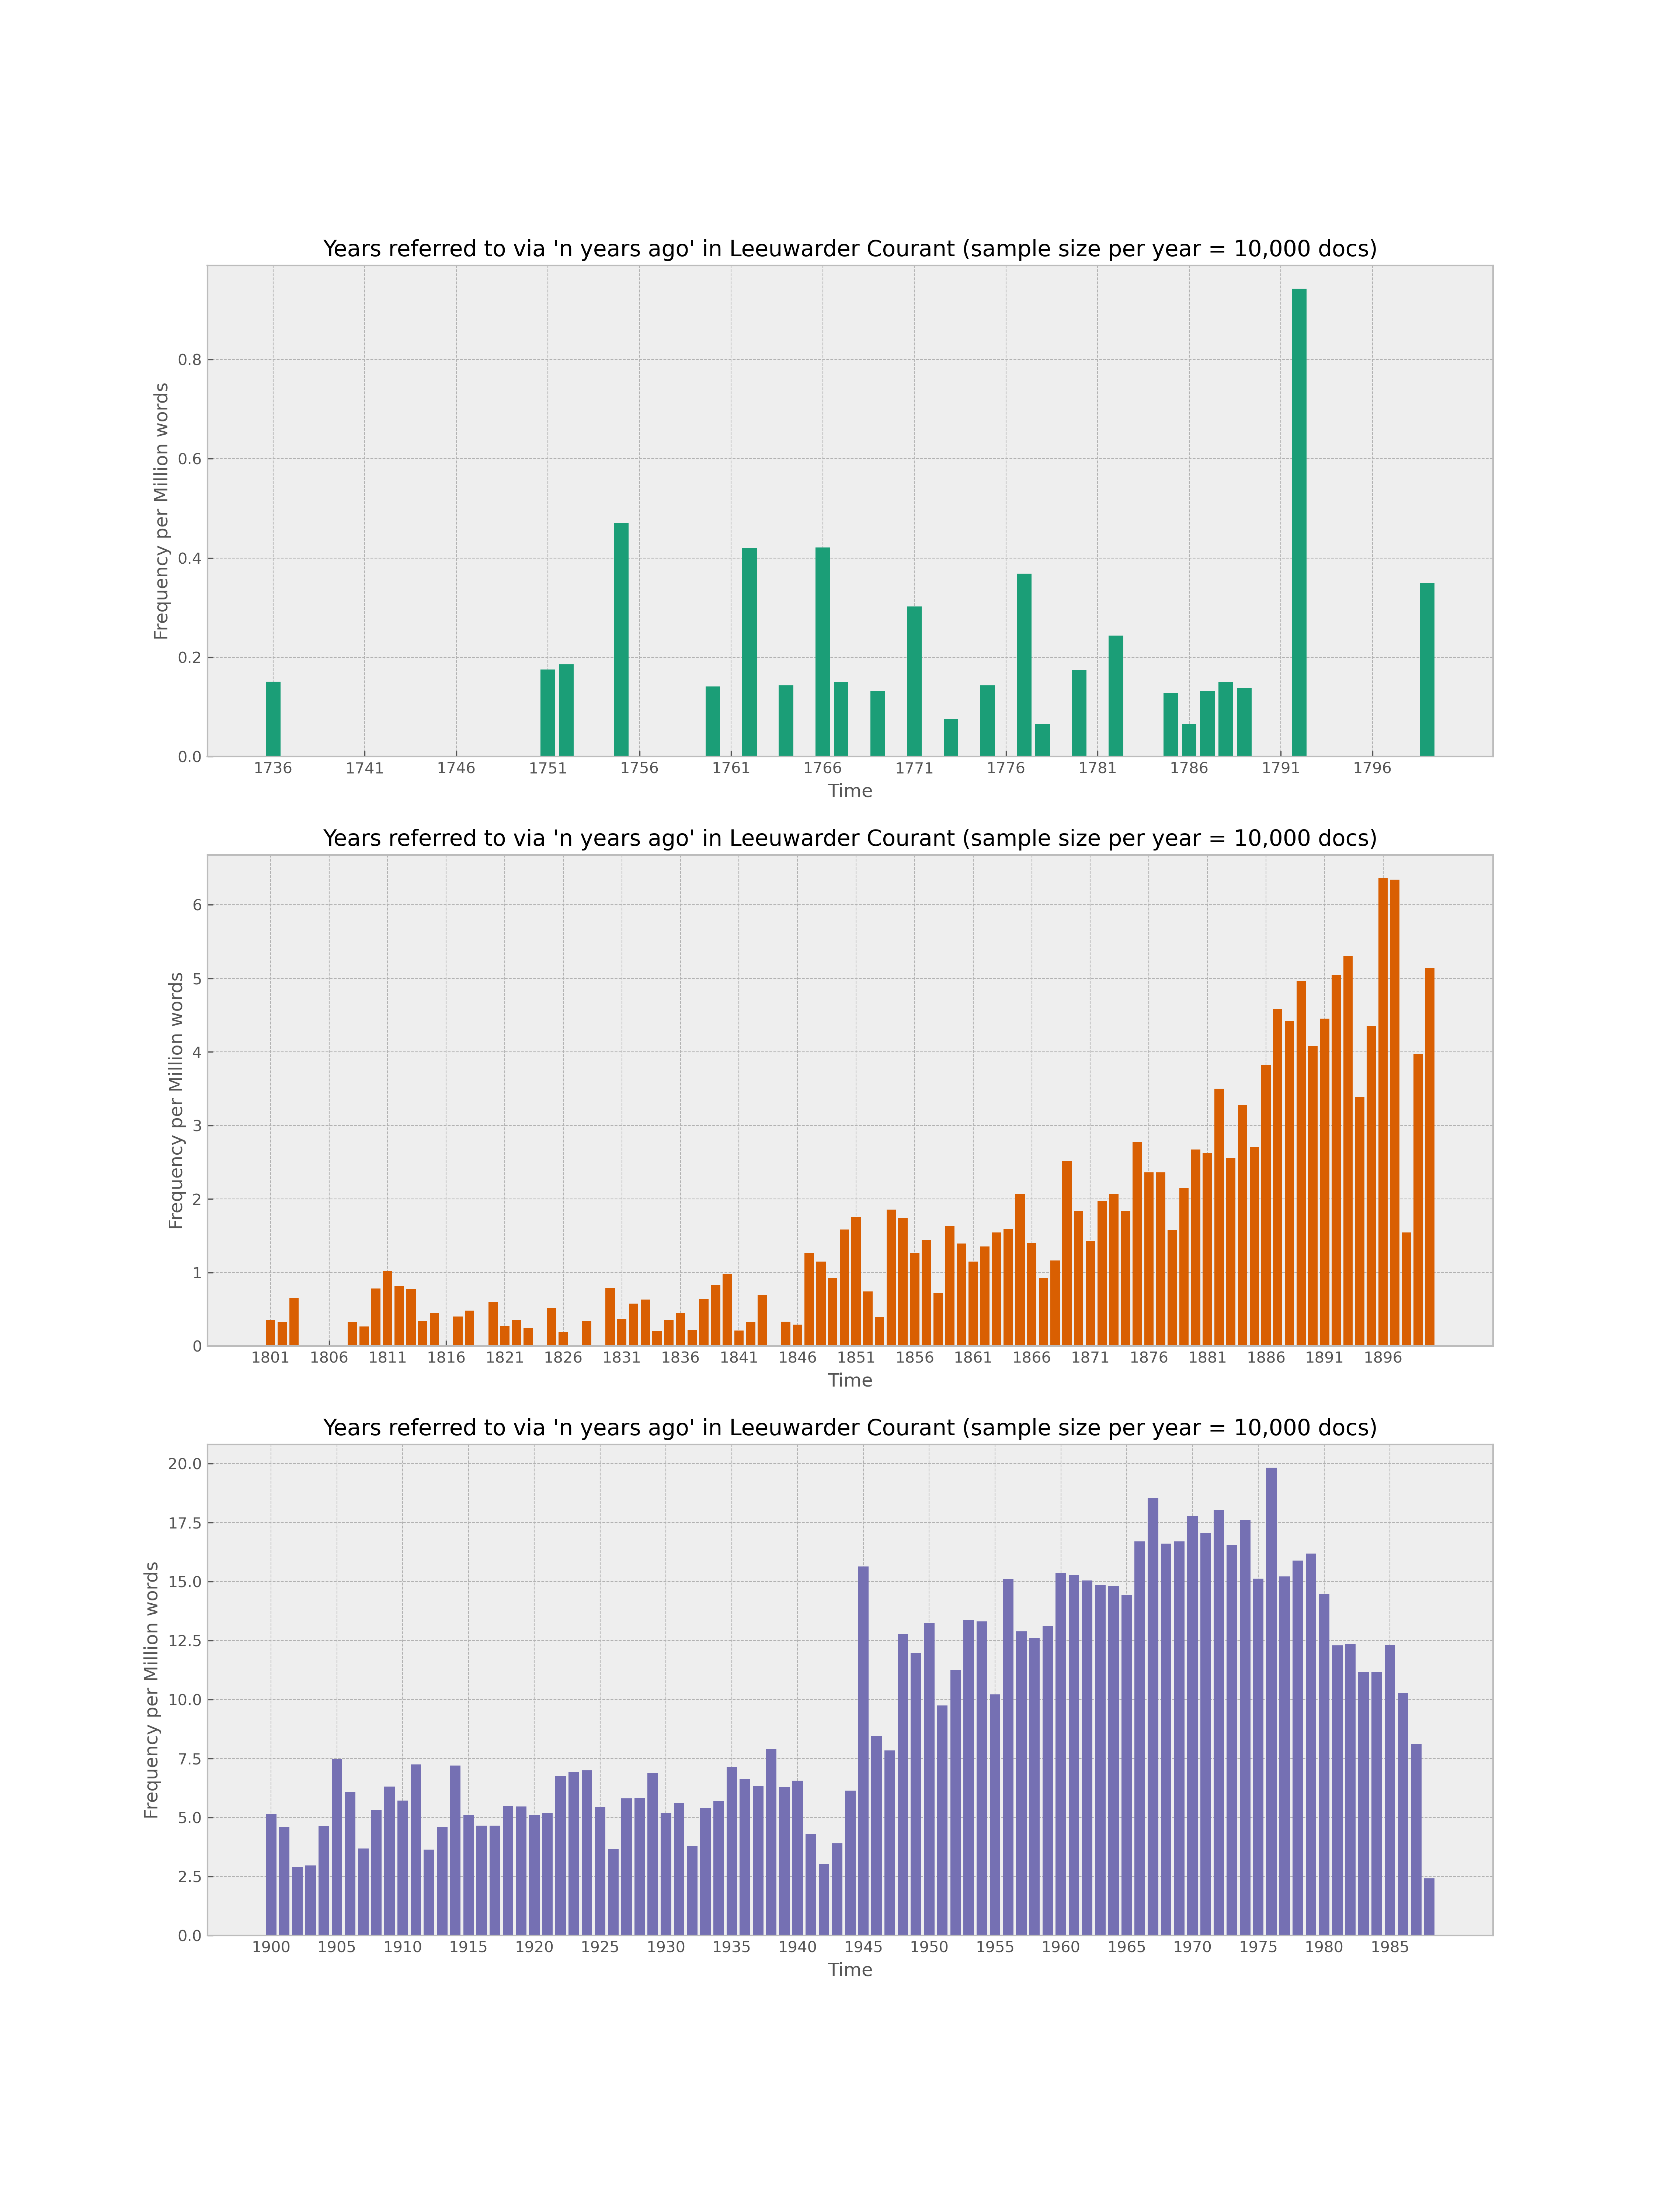 Years referred to via 'n years ago' in Leeuwarder Courant (sample size per year = 10,000 docs)
Frequency per Million words
0.8
0.6
0.4
0.2
0.0
1736 1741 1746 1751 1756 1761 1766 1771 1776 1781 1786 1791 1796
Time
Years referred to via 'n years ago' in Leeuwarder Courant (sample size per year = 10,000 docs)
Frequency per Million words
6
5
4
3
2
1
0
1801 1806 1811 1816 1821 1826 1831 1836 1841 1846 1851 1856 1861 1866 1871 1876 1881 1886 1891 1896
Time
Years referred to via 'n years ago' in Leeuwarder Courant (sample size per year = 10,000 docs)
Frequency per Million words
20.0
17.5
15.0
12.5
10.0
7.5
5.0
2.5
0.0
1900 1905 1910 1915 1920 1925 1930 1935 1940 1945 1950 1955 1960 1965 1970 1975 1980 1985
Time